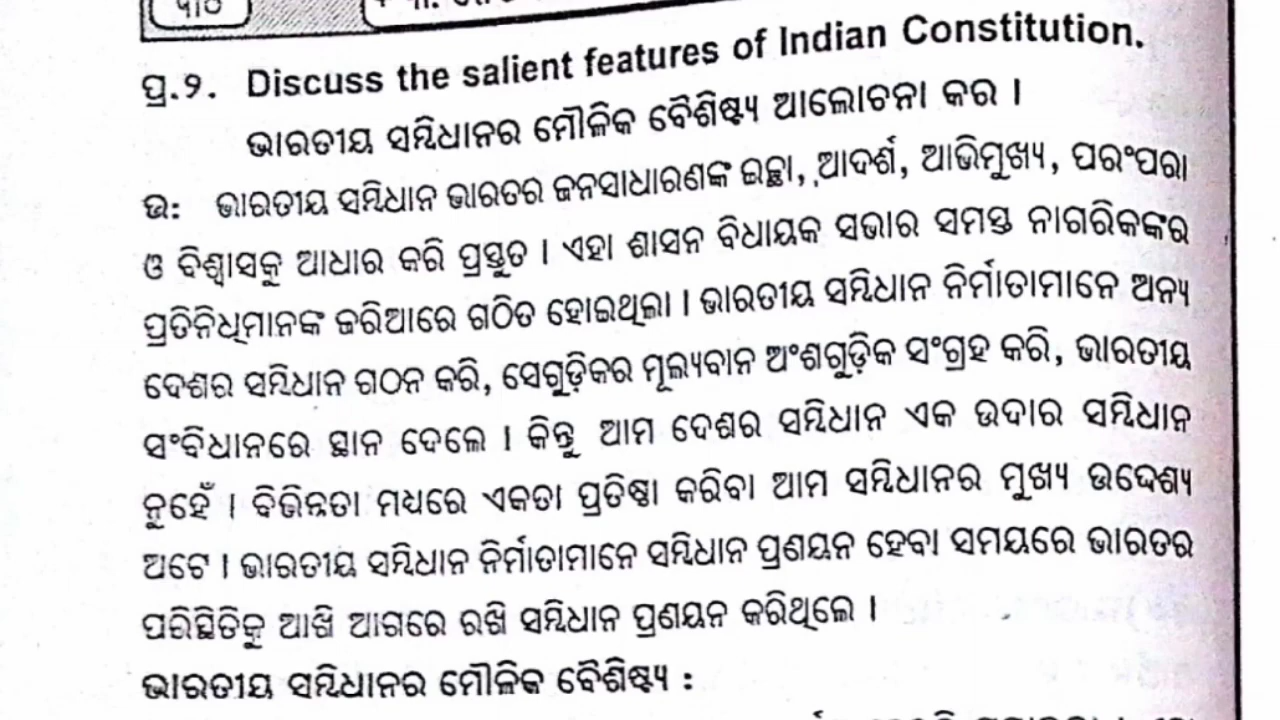 ପ୍ର.୨. Discuss the salient features of Indian Constitution.
ଭାରତୀୟ ସମ୍ବିଧାନର ମୌଳିକ ବୈଶିଷ୍ଟ୍ୟ ଆଲୋଚନା କର ।
ଉ: ଭାରତୀୟ ସମ୍ବିଧାନ ଭାରତର ଜନସାଧାରଣଙ୍କ ଇଚ୍ଛା, ଆଦର୍ଶ, ଆଭିମୁଖ୍ୟ, ପରଂପରା
ଓ ବିଶ୍ୱାସକୁ ଆଧାର କରି ପ୍ରସ୍ତୁତ । ଏହା ଶାସନ ବିଧାୟକ ସଭାର ସମସ୍ତ ନାଗରିକଙ୍କର
ପ୍ରତିନିଧିମାନଙ୍କ ଜରିଆରେ ଗଠିତ ହୋଇଥିଲା । ଭାରତୀୟ ସମ୍ବିଧାନ ନିର୍ମାତାମାନେ ଅନ୍ୟ
ଦେଶର ସମ୍ବିଧାନ ଗଠନ କରି, ସେଗୁଡ଼ିକର ମୂଲ୍ୟବାନ ଅଂଶଗୁଡ଼ିକ ସଂଗ୍ରହ କରି, ଭାରତୀୟ
ସଂବିଧାନରେ ସ୍ଥାନ ଦେଲେ । କିନ୍ତୁ ଆମ ଦେଶର ସମ୍ବିଧାନ ଏକ ଉଦାର ସମ୍ବିଧାନ
ନୁହେଁ । ବିଭିନ୍ନତା ମଧ୍ୟରେ ଏକତା ପ୍ରତିଷ୍ଠା କରିବା ଆମ ସମ୍ବିଧାନର ମୁଖ୍ୟ ଉଦ୍ଦେଶ୍ୟ
ଅଟେ । ଭାରତୀୟ ସମ୍ବିଧାନ ନିର୍ମାତାମାନେ ସମ୍ବିଧାନ ପ୍ରଣୟନ ହେବା ସମୟରେ ଭାରତର
ପରିସ୍ଥିତିକୁ ଆଖି ଆଗରେ ରଖି ସମ୍ବିଧାନ ପ୍ରଣୟନ କରିଥିଲେ ।
ଭାରତୀୟ ସମ୍ବିଧାନର ମୌଳିକ ବୈଶିଷ୍ଟ୍ୟ :